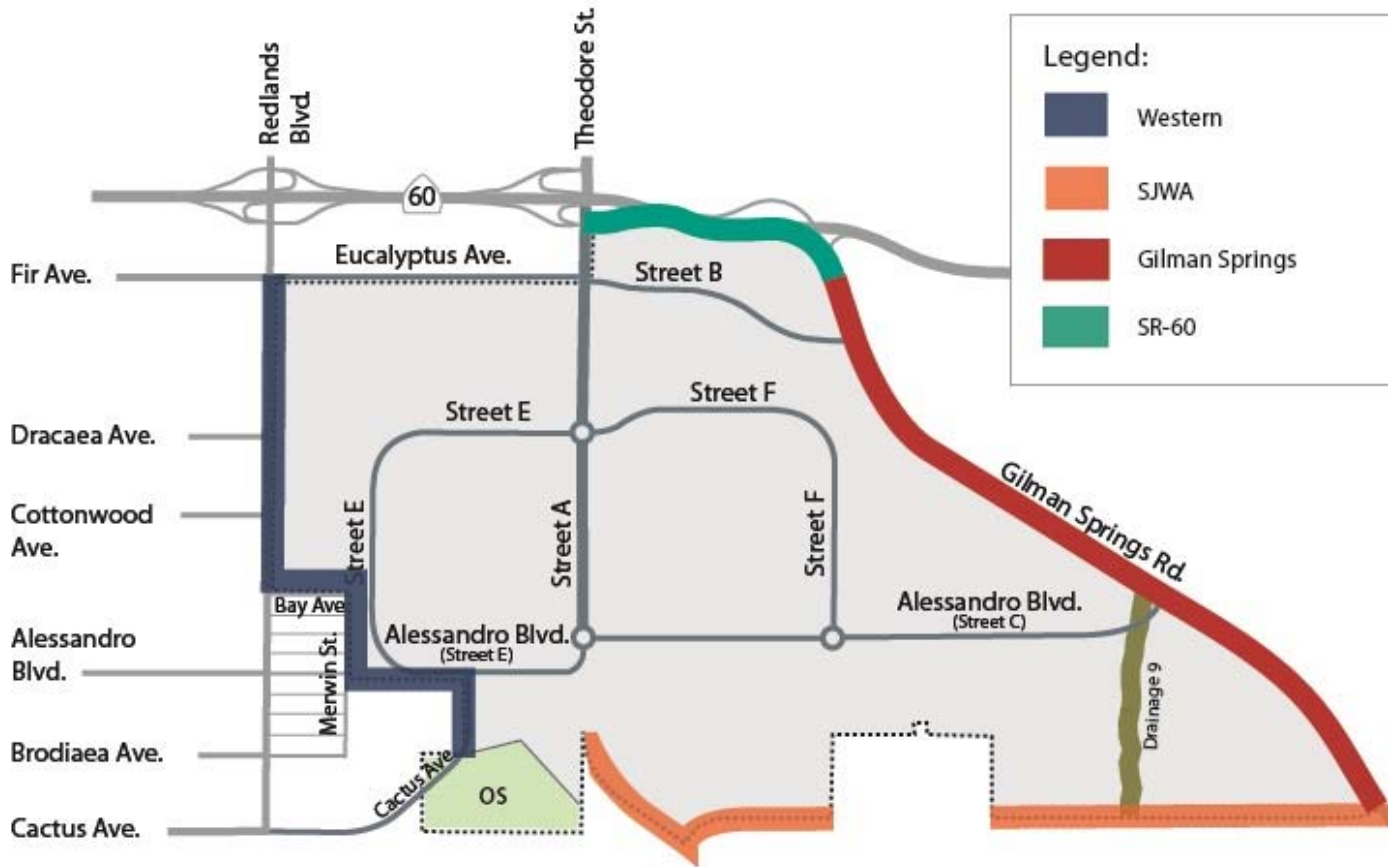 Redlands
Blvd.
Theodore St.
Legend:
Western
SJWA
Gilman Springs
SR-60
60
Fir Ave.
Eucalyptus Ave.
Street B
Dracaea Ave.
Street E
Street F
Cottonwood
Ave.
Street E
Street A
Street F
Gilman Springs Rd.
Bay Ave
Alessandro
Blvd.
Merwin St.
Alessandro Blvd.
(Street E)
Alessandro Blvd.
(Street C)
Drainage 9
Brodiaea Ave.
Cactus Ave
OS
Cactus Ave.